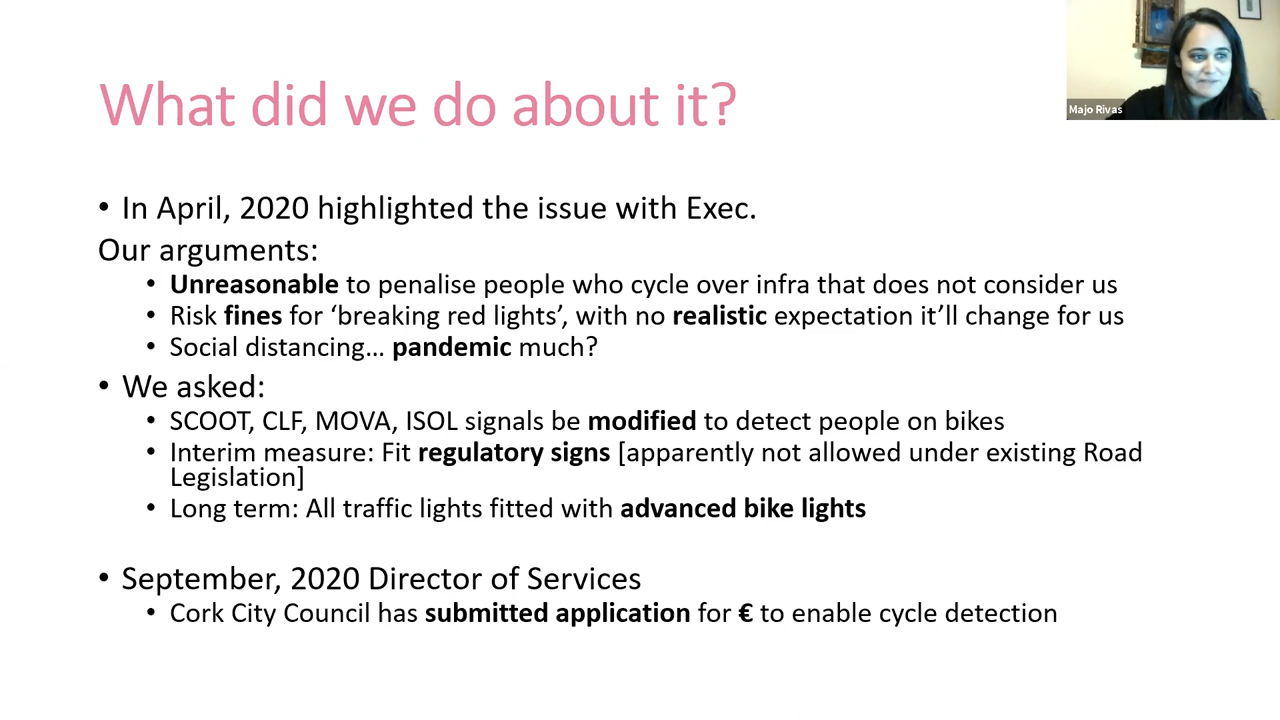 What did we do about it?
Majo Rivas
• In April, 2020 highlighted the issue with Exec.
Our arguments:
• Unreasonable to penalise people who cycle over infra that does not consider us
• Risk fines for ‘breaking red lights’, with no realistic expectation it’ll change for us
• Social distancing… pandemic much?
• We asked:
• SCOOT, CLF, MOVA, ISOL signals be modified to detect people on bikes
• Interim measure: Fit regulatory signs [apparently not allowed under existing Road
Legislation]
• Long term: All traffic lights fitted with advanced bike lights
• September, 2020 Director of Services
• Cork City Council has submitted application for € to enable cycle detection